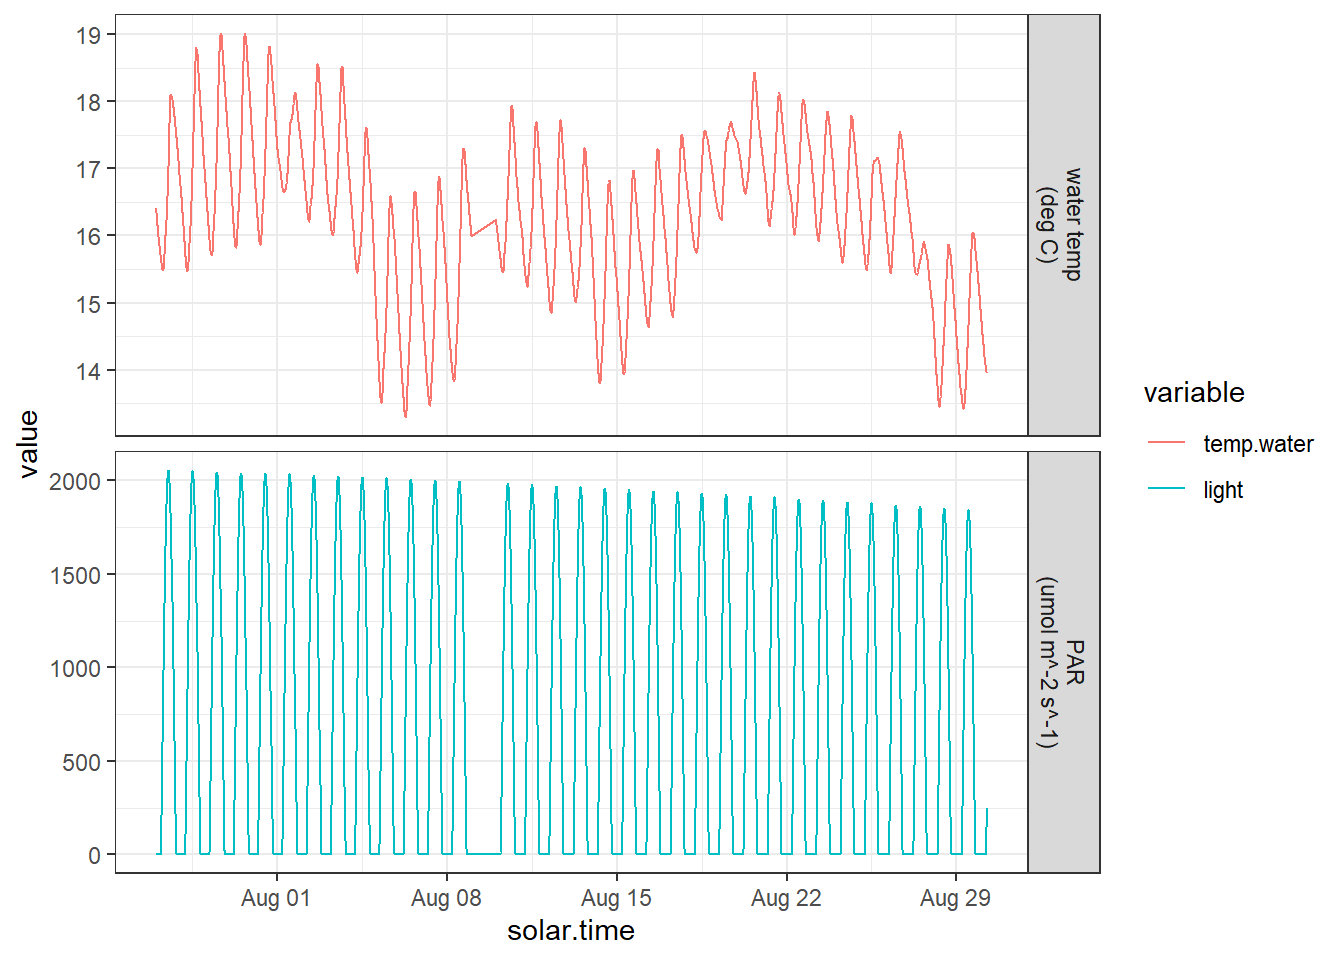 19
18
17
16
15
14
water temp
(deg C)
value
2000
1500
1000
500
0
PAR
(umol m^-2 s^-1)
Aug 01
Aug 08
Aug 15
Aug 22
Aug 29
solar.time
variable
temp.water
light